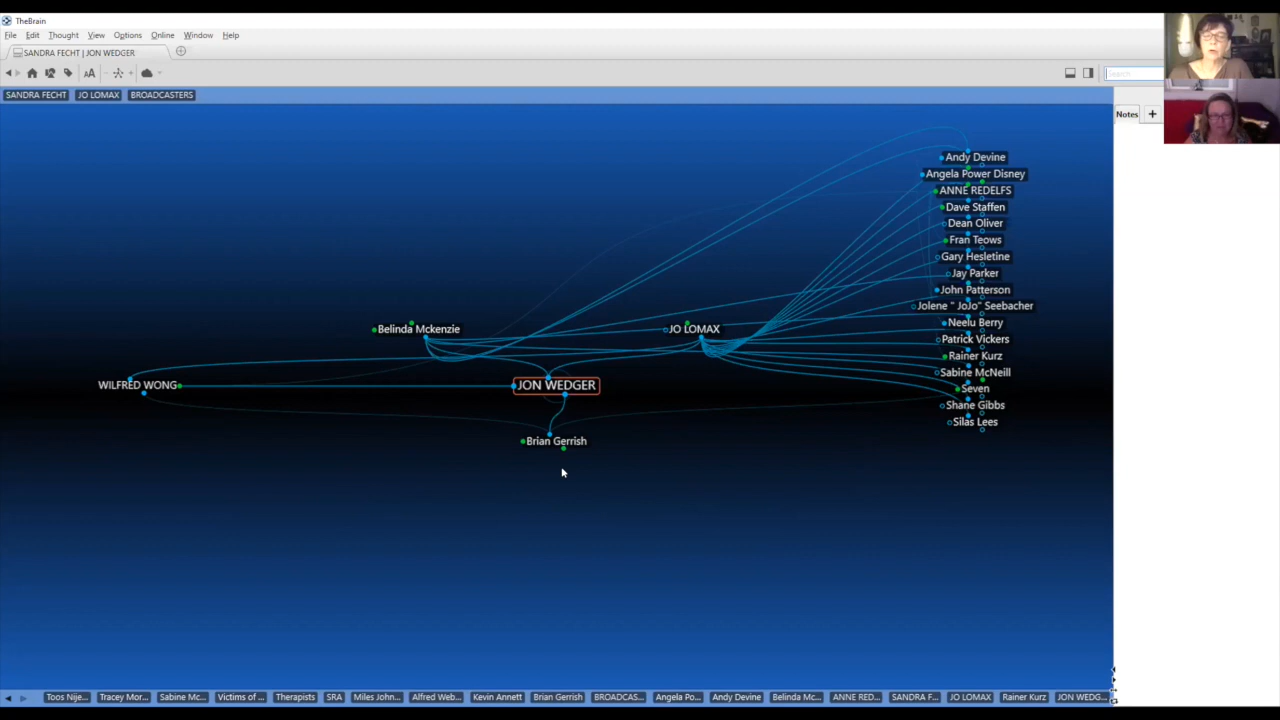 TheBrain
File Edit Thought View Options Online Window Help
SANDRA FECHT | JON WEDGER
AA
Search
SANDRA FECHT JO LOMAX BROADCASTERS
Notes
Andy Devine
Angela Power Disney
ANNE REDELFS
Dave Staffen
Dean Oliver
Fran Teows
Gary Hesletine
Jay Parker
John Patterson
Jolene " JoJo" Seebacher
Neelu Berry
Patrick Vickers
Rainer Kurz
Sabine McNeill
Seven
Shane Gibbs
Silas Lees
Belinda Mckenzie
JO LOMAX
WILFRED WONG
JON WEDGER
Brian Gerrish
Toos Nije... Tracey Mor... Sabine Mc... Victims of ... Therapists SRA Miles John... Alfred Web... Kevin Annett Brian Gerrish BROADCAS... Angela Po... Andy Devine Belinda Mc... ANNE RED... SANDRA F... JO LOMAX Rainer Kurz JON WEDG...